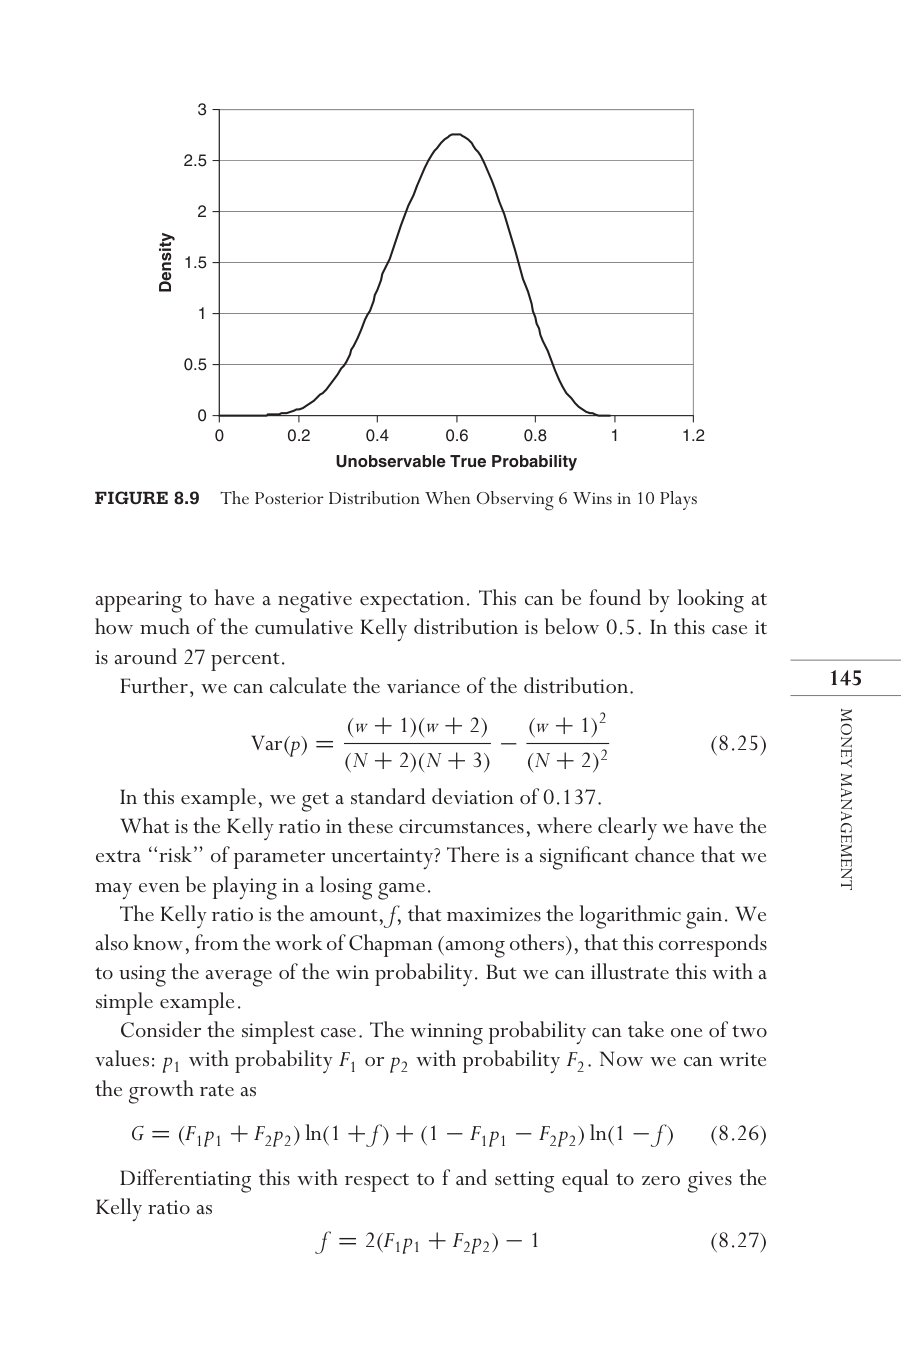 3
2.5
2
1.5
1
0.5
0
Density
0 0.2 0.4 0.6 0.8 1 1.2
Unobservable True Probability
FIGURE 8.9 The Posterior Distribution When Observing 6 Wins in 10 Plays
appearing to have a negative expectation. This can be found by looking at
how much of the cumulative Kelly distribution is below 0.5. In this case it
is around 27 percent.
Further, we can calculate the variance of the distribution.
Var(p) = (w + 1)(w + 2) / (N + 2)(N + 3) − (w + 1)² / (N + 2)² (8.25)
In this example, we get a standard deviation of 0.137.
What is the Kelly ratio in these circumstances, where clearly we have the
extra “risk” of parameter uncertainty? There is a significant chance that we
may even be playing in a losing game.
The Kelly ratio is the amount, f, that maximizes the logarithmic gain. We
also know, from the work of Chapman (among others), that this corresponds
to using the average of the win probability. But we can illustrate this with a
simple example.
Consider the simplest case. The winning probability can take one of two
values: p₁ with probability F₁ or p₂ with probability F₂. Now we can write
the growth rate as
G = (F₁p₁ + F₂p₂) ln(1 + f) + (1 − F₁p₁ − F₂p₂) ln(1 − f) (8.26)
Differentiating this with respect to f and setting equal to zero gives the
Kelly ratio as
f = 2(F₁p₁ + F₂p₂) − 1 (8.27)
145
MONEY MANAGEMENT